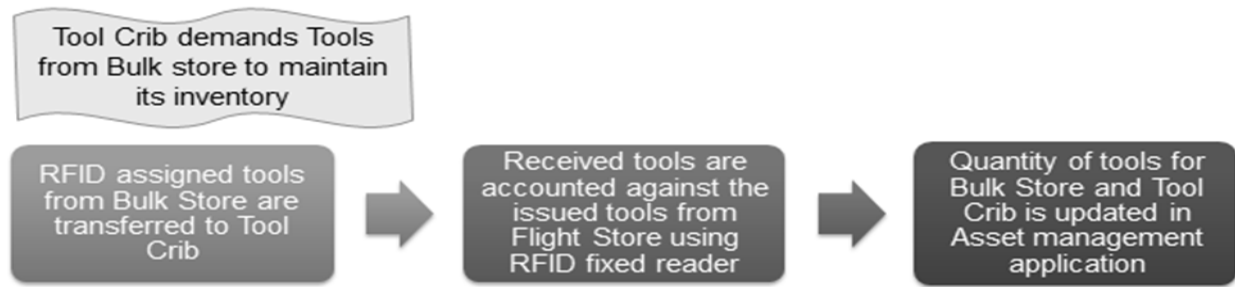 Tool Crib demands Tools
from Bulk store to maintain
its inventory
RFID assigned tools
from Bulk Store are
transferred to Tool
Crib
Received tools are
accounted against the
issued tools from
Flight Store using
RFID fixed reader
Quantity of tools for
Bulk Store and Tool
Crib is updated in
Asset management
application